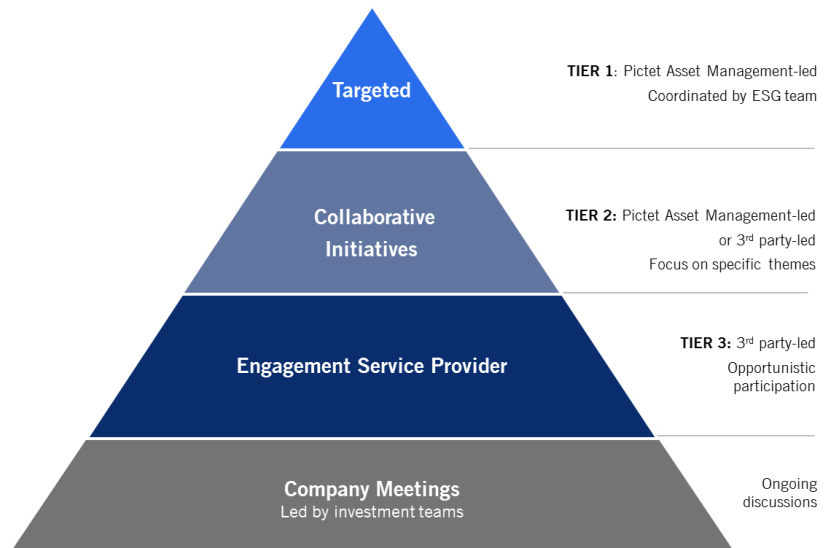 Targeted
TIER 1: Pictet Asset Management-led
Coordinated by ESG team
Collaborative
Initiatives
TIER 2: Pictet Asset Management-led
or 3rd party-led
Focus on specific themes
Engagement Service Provider
TIER 3: 3rd party-led
Opportunistic
participation
Company Meetings
Led by investment teams
Ongoing
discussions